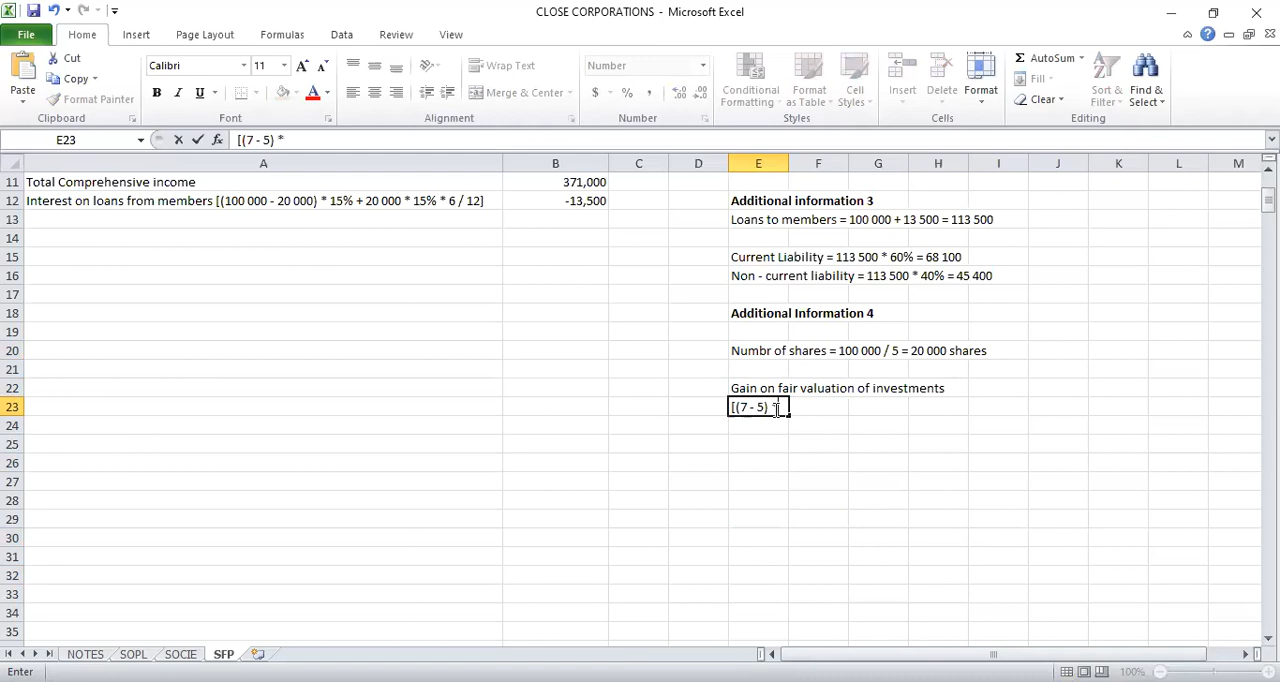 CLOSE CORPORATIONS - Microsoft Excel
File Home Insert Page Layout Formulas Data Review View
Cut
Copy
Format Painter
Paste
Clipboard
Calibri 11
B I U
Font
Wrap Text
Merge & Center
Alignment
Number
$ % ,
Number
Conditional Formatting
Format as Table
Cell Styles
Styles
Insert Delete Format
Cells
AutoSum
Fill
Clear
Sort & Filter
Find & Select
Editing
E23 fx [(7 - 5) *
A B C D E F G H I J K L M
11 Total Comprehensive income 371,000
12 Interest on loans from members [(100 000 - 20 000) * 15% + 20 000 * 15% * 6 / 12] -13,500 Additional information 3
13 Loans to members = 100 000 + 13 500 = 113 500
14
15 Current Liability = 113 500 * 60% = 68 100
16 Non - current liability = 113 500 * 40% = 45 400
17
18 Additional Information 4
19
20 Numbr of shares = 100 000 / 5 = 20 000 shares
21
22 Gain on fair valuation of investments
23 [(7 - 5) *
24
25
26
27
28
29
30
31
32
33
34
35
NOTES SOPL SOCIE SFP
Enter 100%